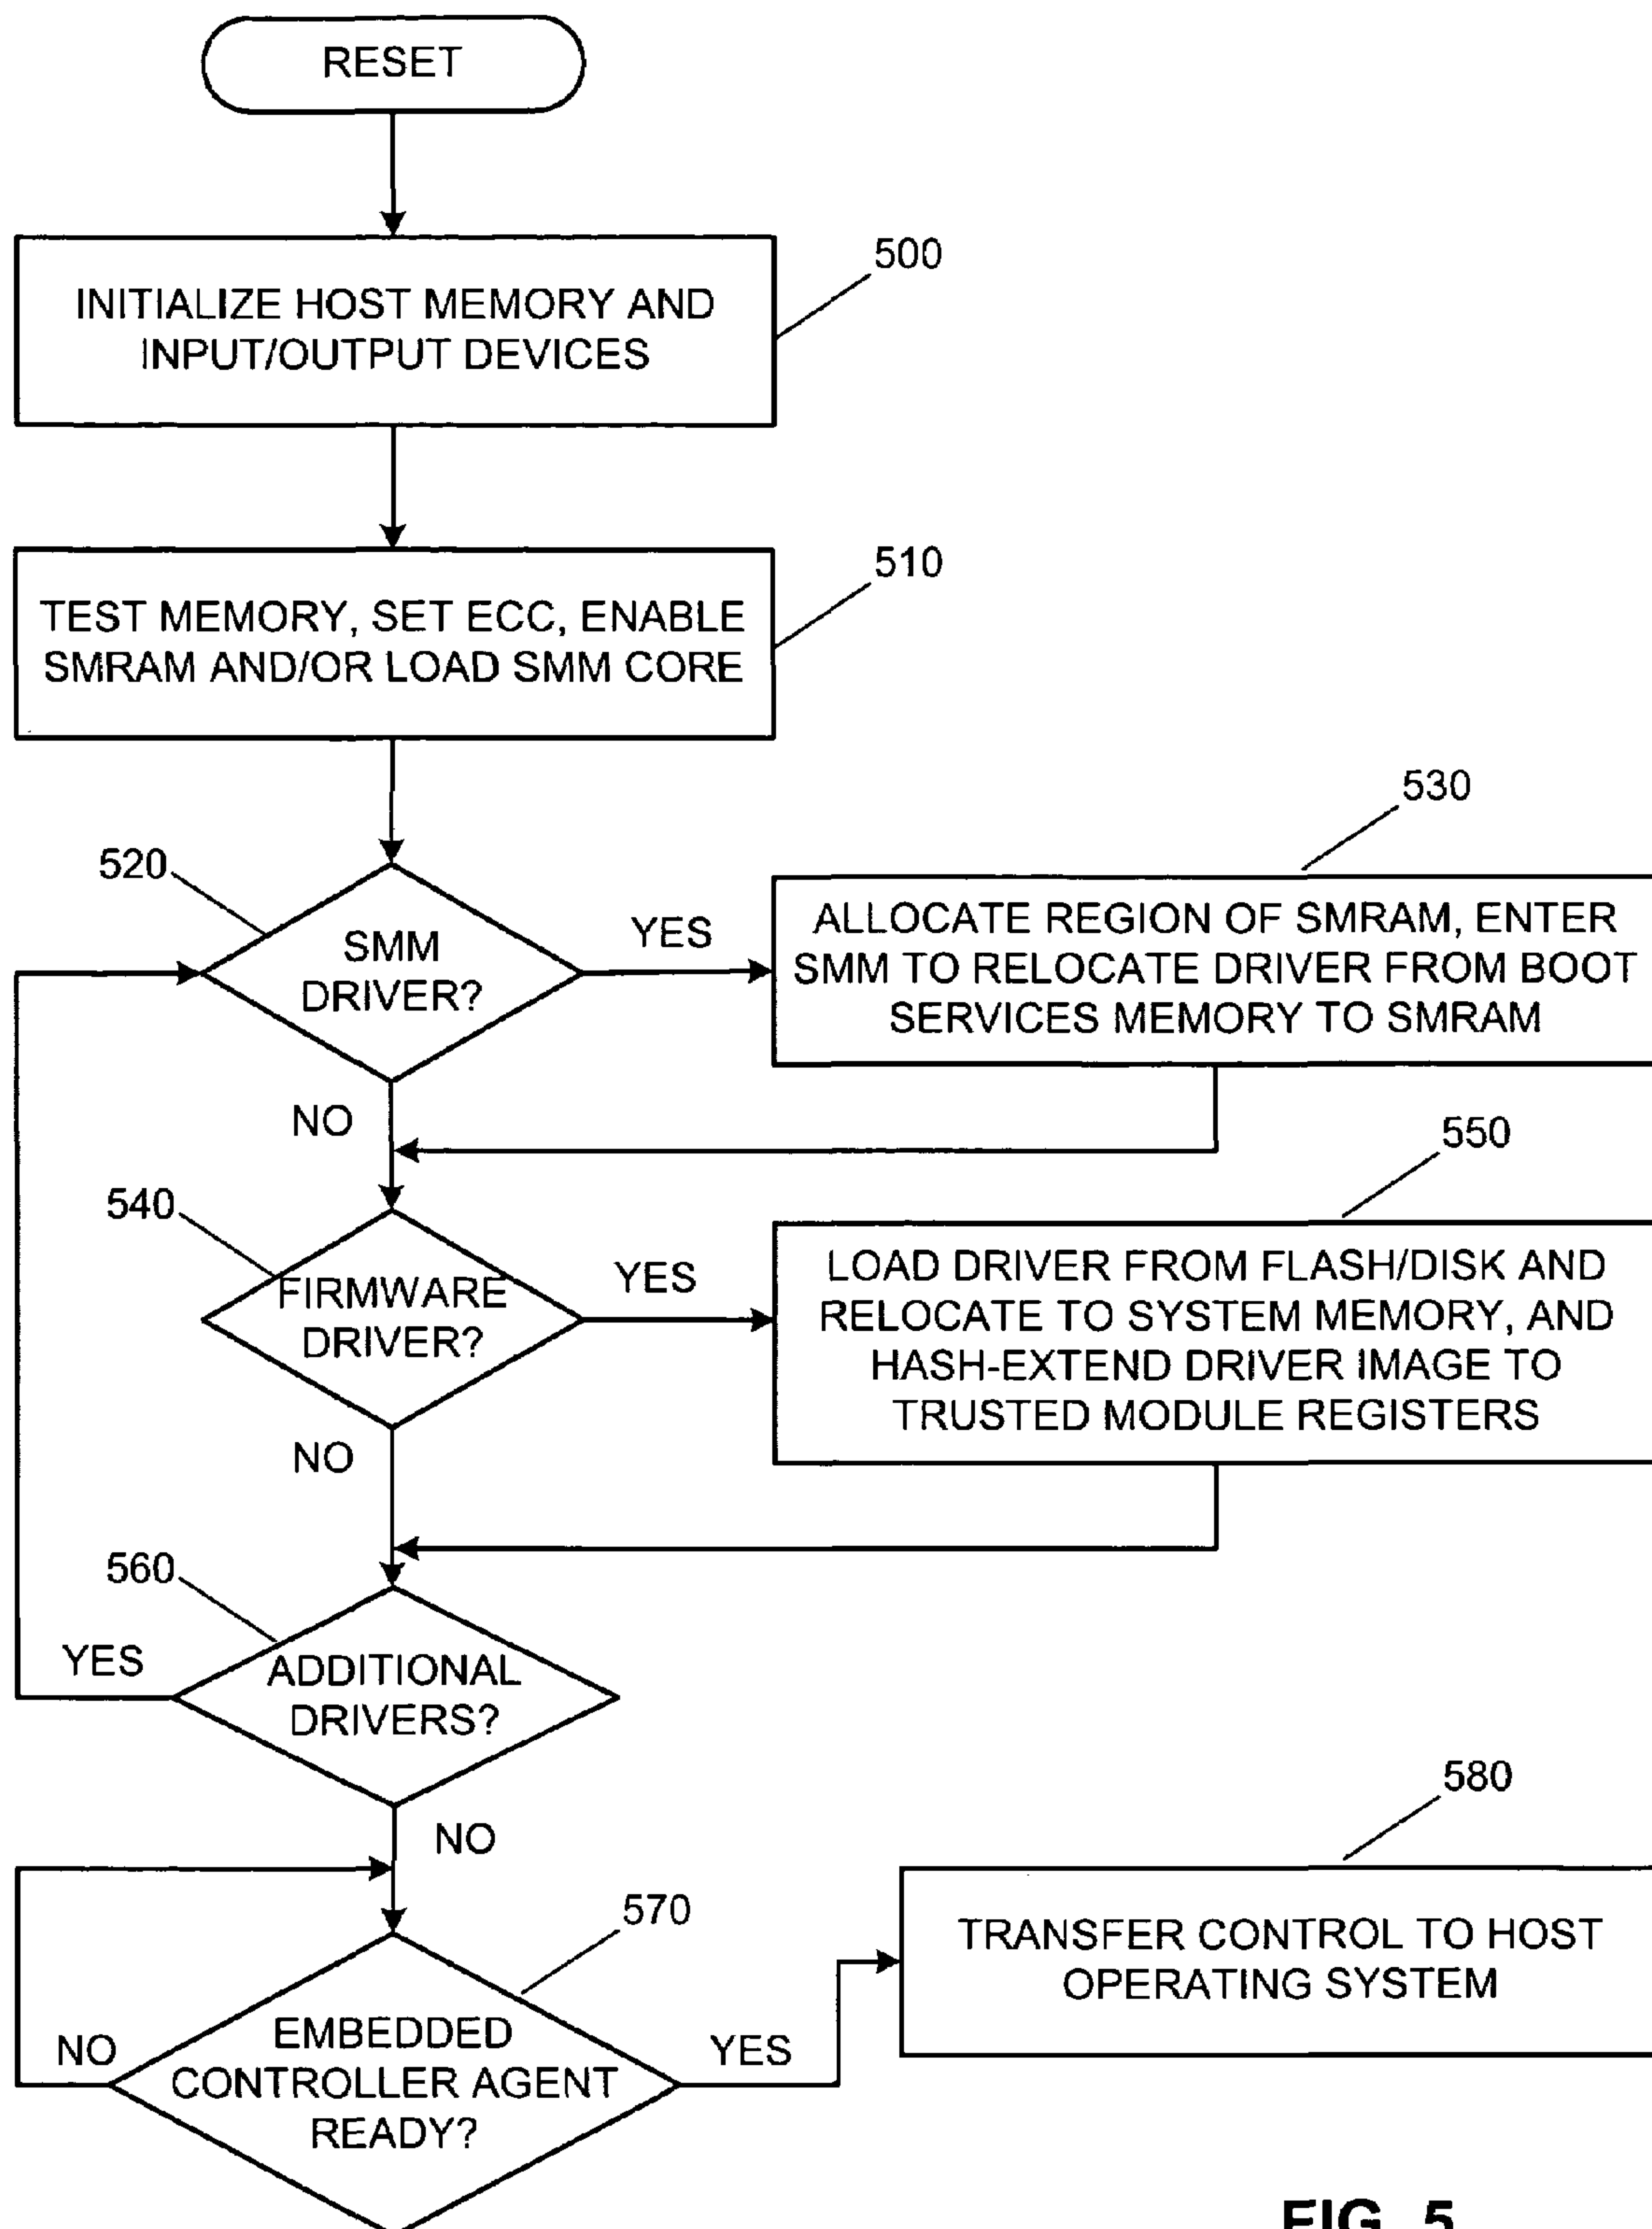 RESET
500
INITIALIZE HOST MEMORY AND
INPUT/OUTPUT DEVICES
510
TEST MEMORY, SET ECC, ENABLE
SMRAM AND/OR LOAD SMM CORE
520
SMM
DRIVER?
YES
NO
530
ALLOCATE REGION OF SMRAM, ENTER
SMM TO RELOCATE DRIVER FROM BOOT
SERVICES MEMORY TO SMRAM
540
FIRMWARE
DRIVER?
YES
NO
550
LOAD DRIVER FROM FLASH/DISK AND
RELOCATE TO SYSTEM MEMORY, AND
HASH-EXTEND DRIVER IMAGE TO
TRUSTED MODULE REGISTERS
560
YES
ADDITIONAL
DRIVERS?
NO
570
NO
EMBEDDED
CONTROLLER AGENT
READY?
YES
580
TRANSFER CONTROL TO HOST
OPERATING SYSTEM
FIG. 5